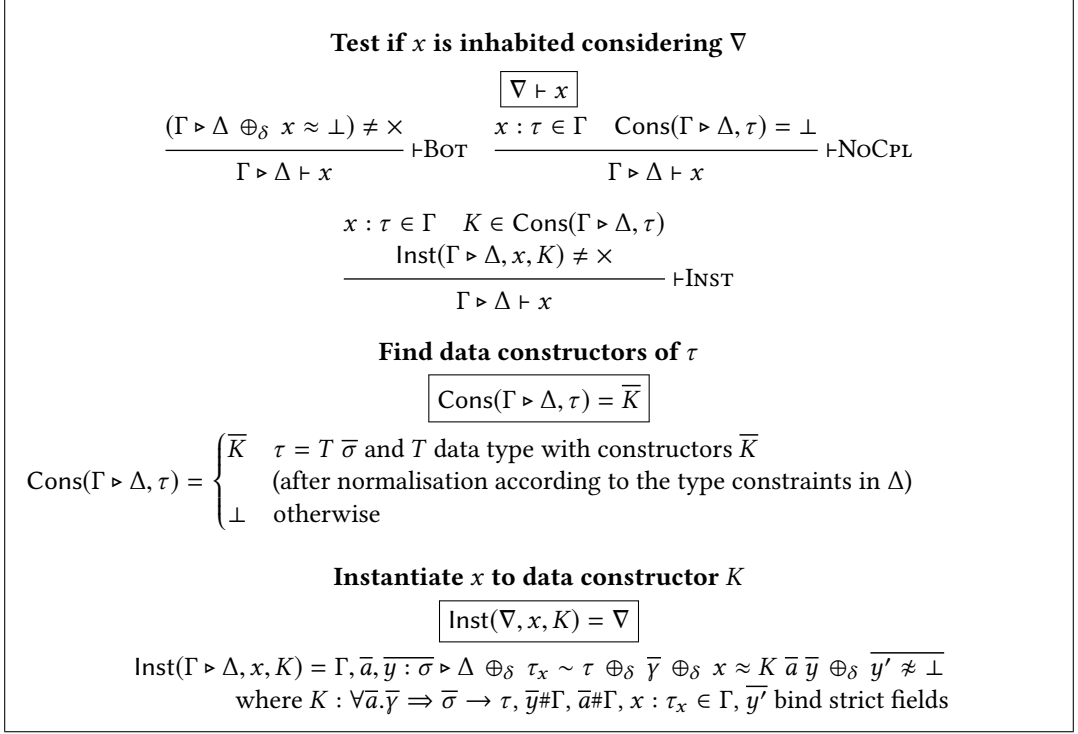 Test if x is inhabited considering ∇
∇ ⊢ x
(Γ ▹ Δ ⊕δ x ≈ ⊥) ≠ × x : τ ∈ Γ Cons(Γ ▹ Δ, τ) = ⊥
⊢Bot ⊢NoCpl
Γ ▹ Δ ⊢ x Γ ▹ Δ ⊢ x
x : τ ∈ Γ K ∈ Cons(Γ ▹ Δ, τ)
Inst(Γ ▹ Δ, x, K) ≠ ×
⊢Inst
Γ ▹ Δ ⊢ x
Find data constructors of τ
Cons(Γ ▹ Δ, τ) = K̅
K̅ τ = T σ̅ and T data type with constructors K̅
Cons(Γ ▹ Δ, τ) = { (after normalisation according to the type constraints in Δ)
⊥ otherwise
Instantiate x to data constructor K
Inst(∇, x, K) = ∇
Inst(Γ ▹ Δ, x, K) = Γ, a̅, y̅ ̅:̅ ̅σ̅ ▹ Δ ⊕δ τx ∼ τ ⊕δ γ̅ ⊕δ x ≈ K a̅ y̅ ⊕δ y̅′̅ ̅≉̅ ̅⊥̅
where K : ∀a̅.γ̅ ⇒ σ̅ → τ, y̅#Γ, a̅#Γ, x : τx ∈ Γ, y̅′̅ bind strict fields